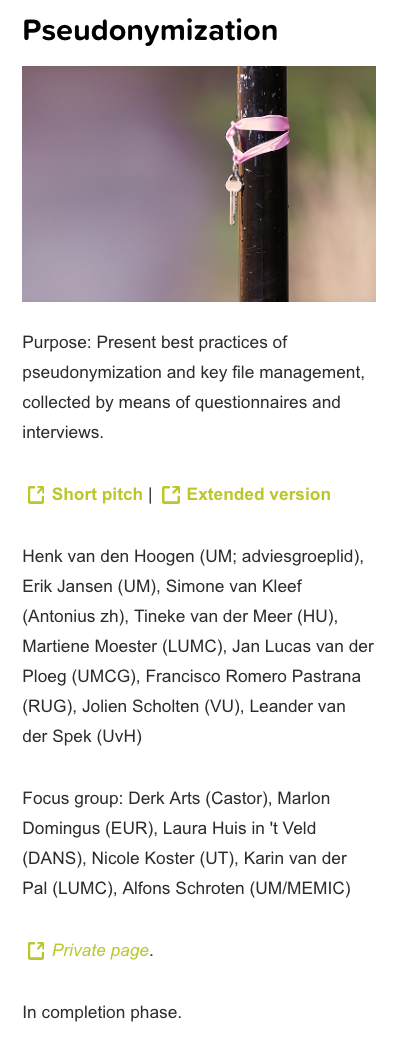 Pseudonymization
Purpose: Present best practices of
pseudonymization and key file management,
collected by means of questionnaires and
interviews.
Short pitch | Extended version
Henk van den Hoogen (UM; adviesgroeplid),
Erik Jansen (UM), Simone van Kleef
(Antonius zh), Tineke van der Meer (HU),
Martiene Moester (LUMC), Jan Lucas van der
Ploeg (UMCG), Francisco Romero Pastrana
(RUG), Jolien Scholten (VU), Leander van
der Spek (UvH)
Focus group: Derk Arts (Castor), Marlon
Domingus (EUR), Laura Huis in 't Veld
(DANS), Nicole Koster (UT), Karin van der
Pal (LUMC), Alfons Schroten (UM/MEMIC)
Private page.
In completion phase.